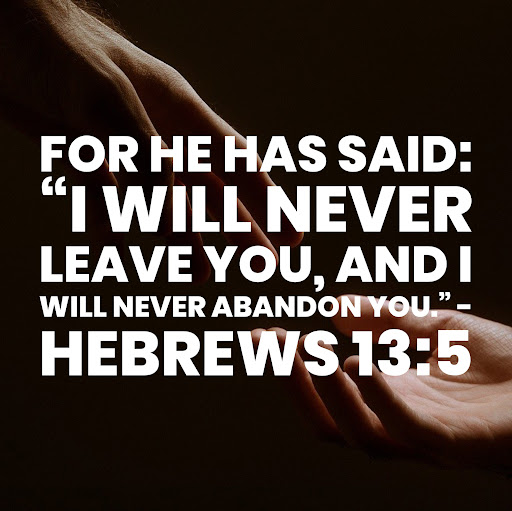 FOR HE HAS SAID:
“I WILL NEVER
LEAVE YOU, AND I
WILL NEVER ABANDON YOU.” -
HEBREWS 13:5